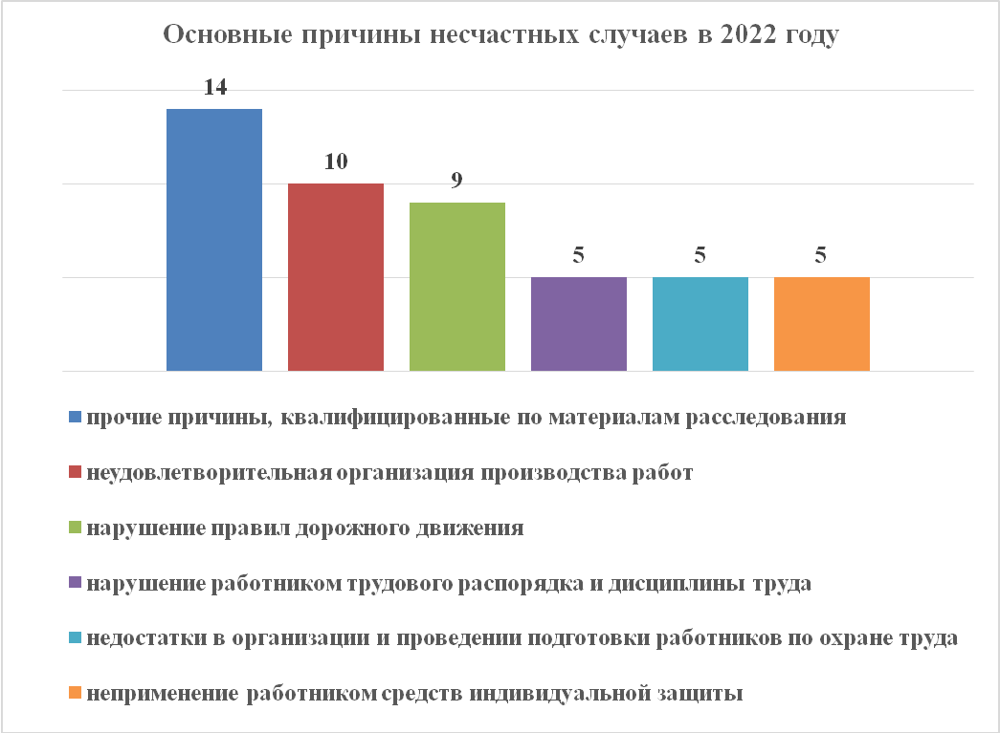 Основные причины несчастных случаев в 2022 году
14
10
9
5
5
5
прочие причины, квалифицированные по материалам расследования
неудовлетворительная организация производства работ
нарушение правил дорожного движения
нарушение работником трудового распорядка и дисциплины труда
недостатки в организации и проведении подготовки работников по охране труда
неприменение работником средств индивидуальной защиты